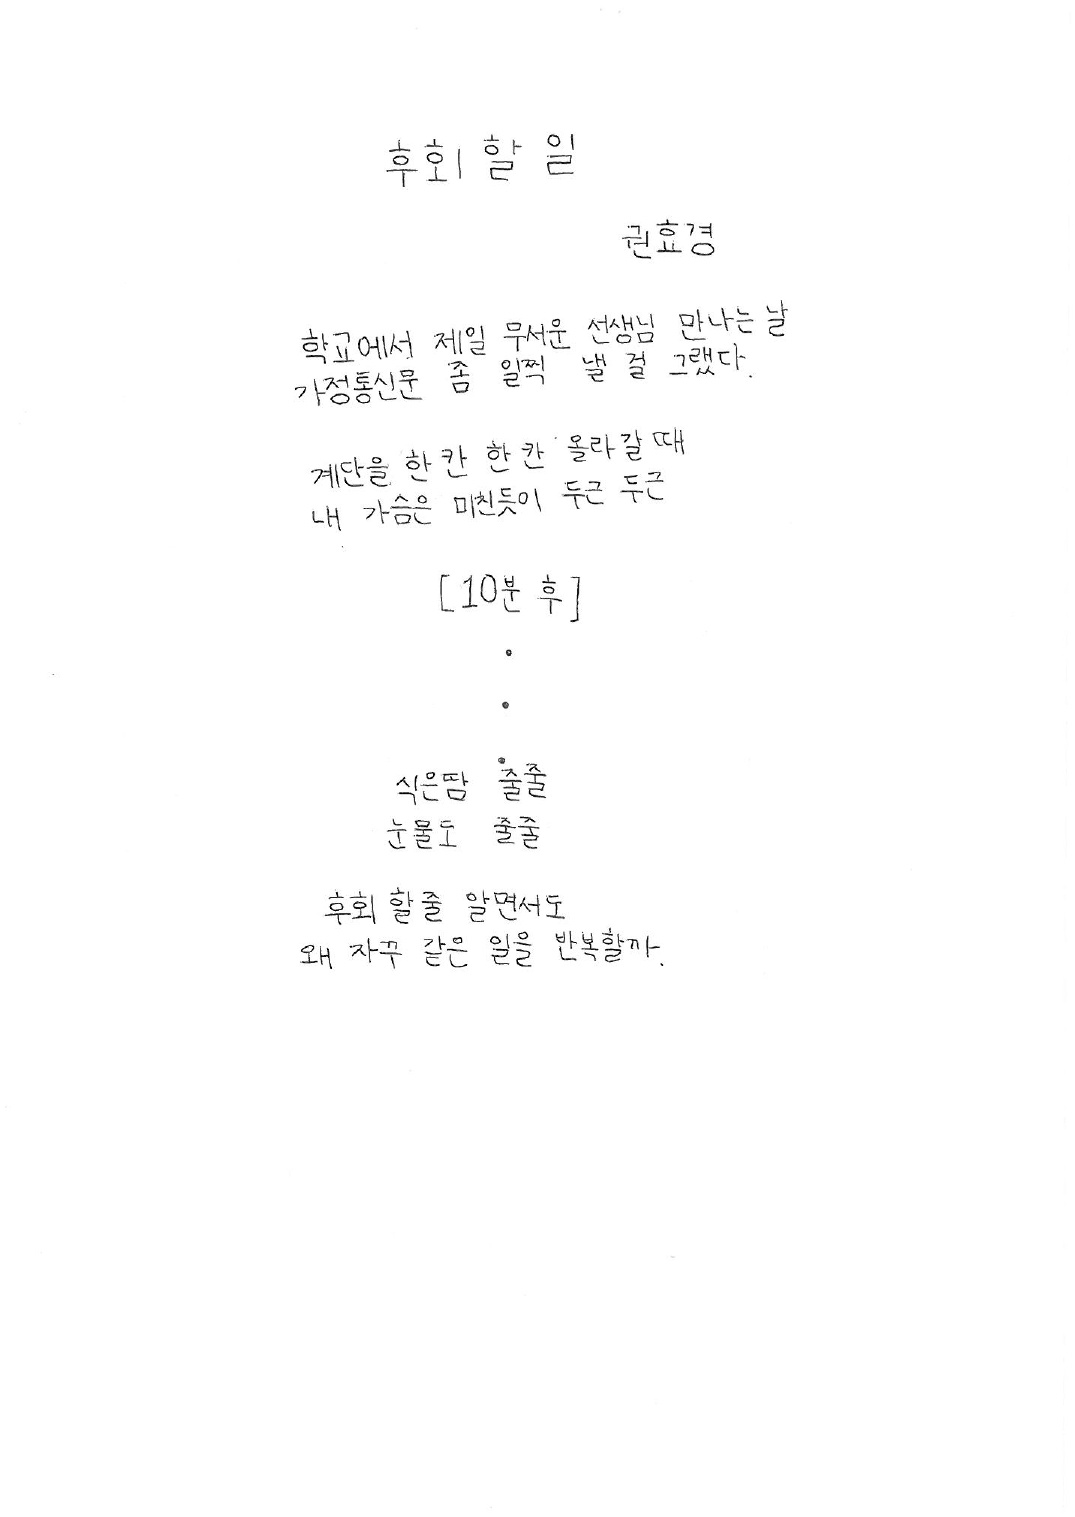 후회 할 일
권효경
학교에서 제일 무서운 선생님 만나는 날
가정통신문 좀 일찍 낼 걸 그랬다.
계단을 한 칸 한 칸 올라갈 때
내 가슴은 미친듯이 두근 두근
[10분 후]
.
.
.
식은땀 줄줄
눈물도 줄줄
후회 할줄 알면서도
왜 자꾸 같은 일을 반복할까.